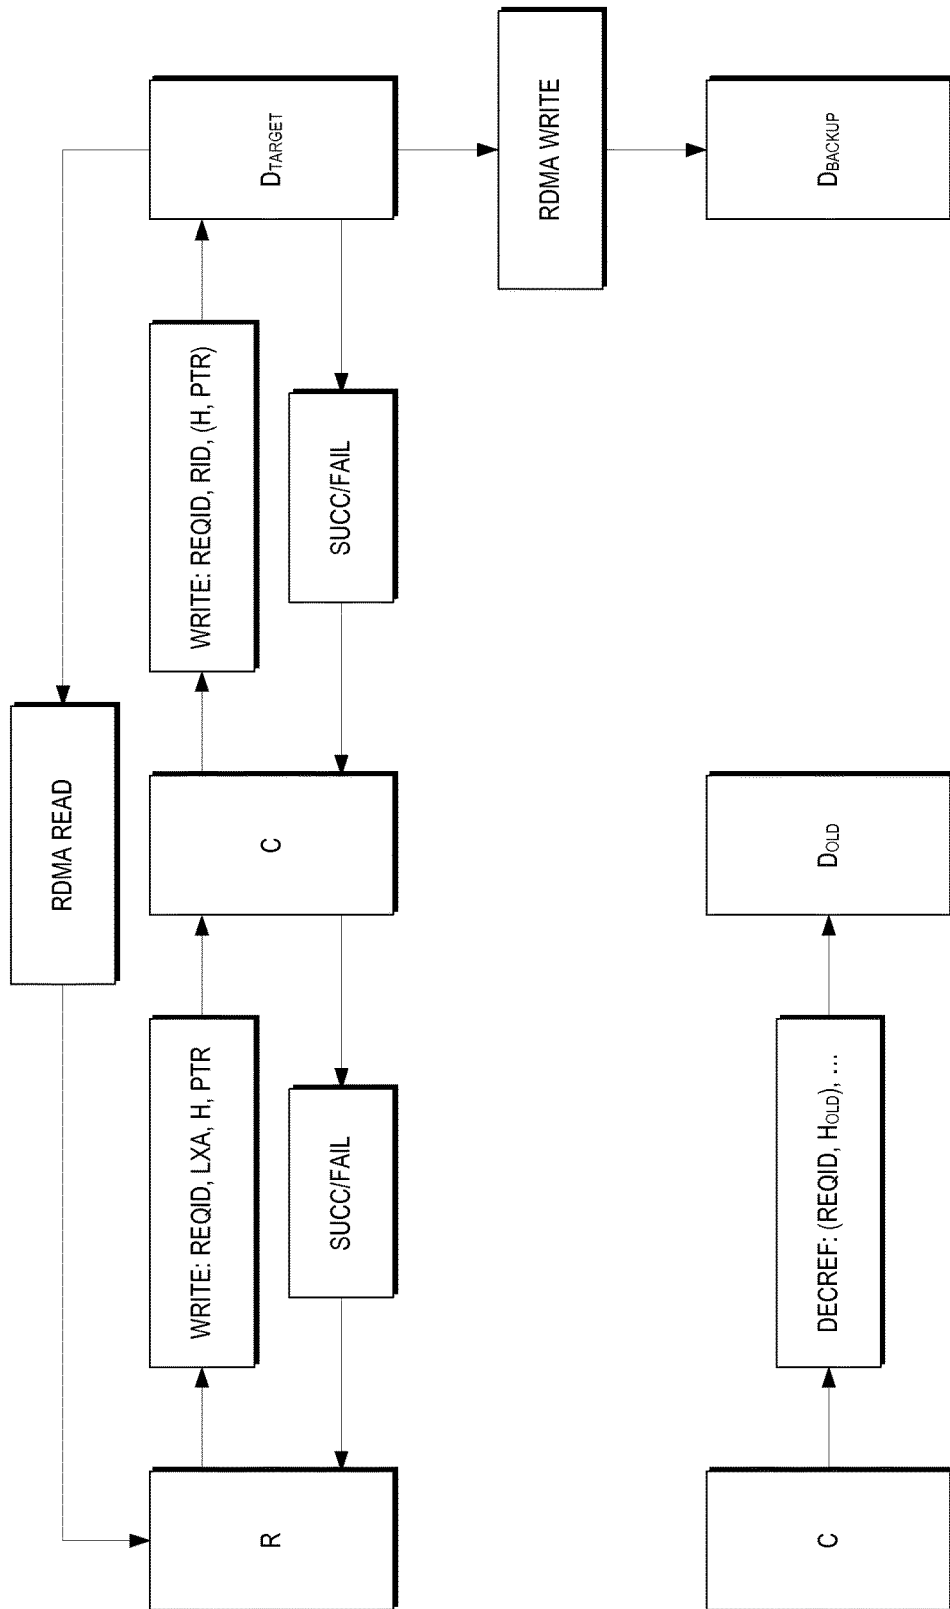 RDMA READ
R
WRITE: REQID, LXA, H, PTR
SUCC/FAIL
C
WRITE: REQID, RID, (H, PTR)
SUCC/FAIL
DTARGET
RDMA WRITE
C
DECREF: (REQID, HOLD), ...
DOLD
DBACKUP